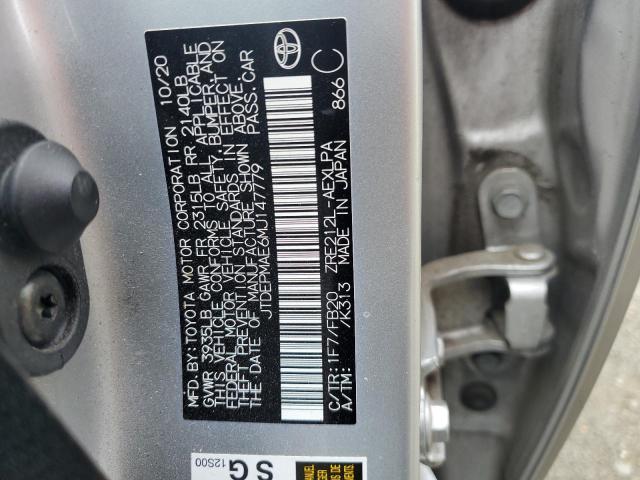 MFD. BY: TOYOTA MOTOR CORPORATION 10/20
GVWR 3935LB GAWR FR 2315LB RR 2140LB
THIS VEHICLE CONFORMS TO ALL APPLICABLE
FEDERAL MOTOR VEHICLE SAFETY, BUMPER, AND
THEFT PREVENTION STANDARDS IN EFFECT ON
THE DATE OF MANUFACTURE SHOWN ABOVE.
JTDEPMAE6MJ147779 PASS. CAR
C/TR: 1F7/FB20 ZRE212L-AEXLPA 866 C
A/TM: /K313 MADE IN JAPAN
SG
12S00